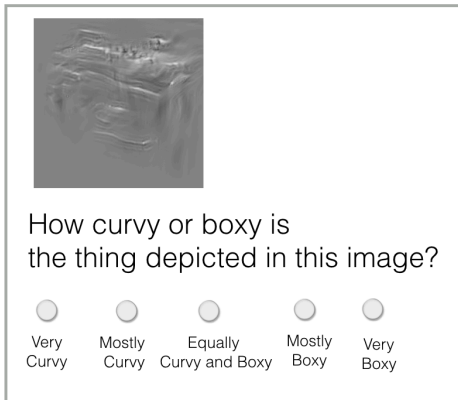 How curvy or boxy is
the thing depicted in this image?
Very Mostly Equally Mostly Very
Curvy Curvy Curvy and Boxy Boxy Boxy